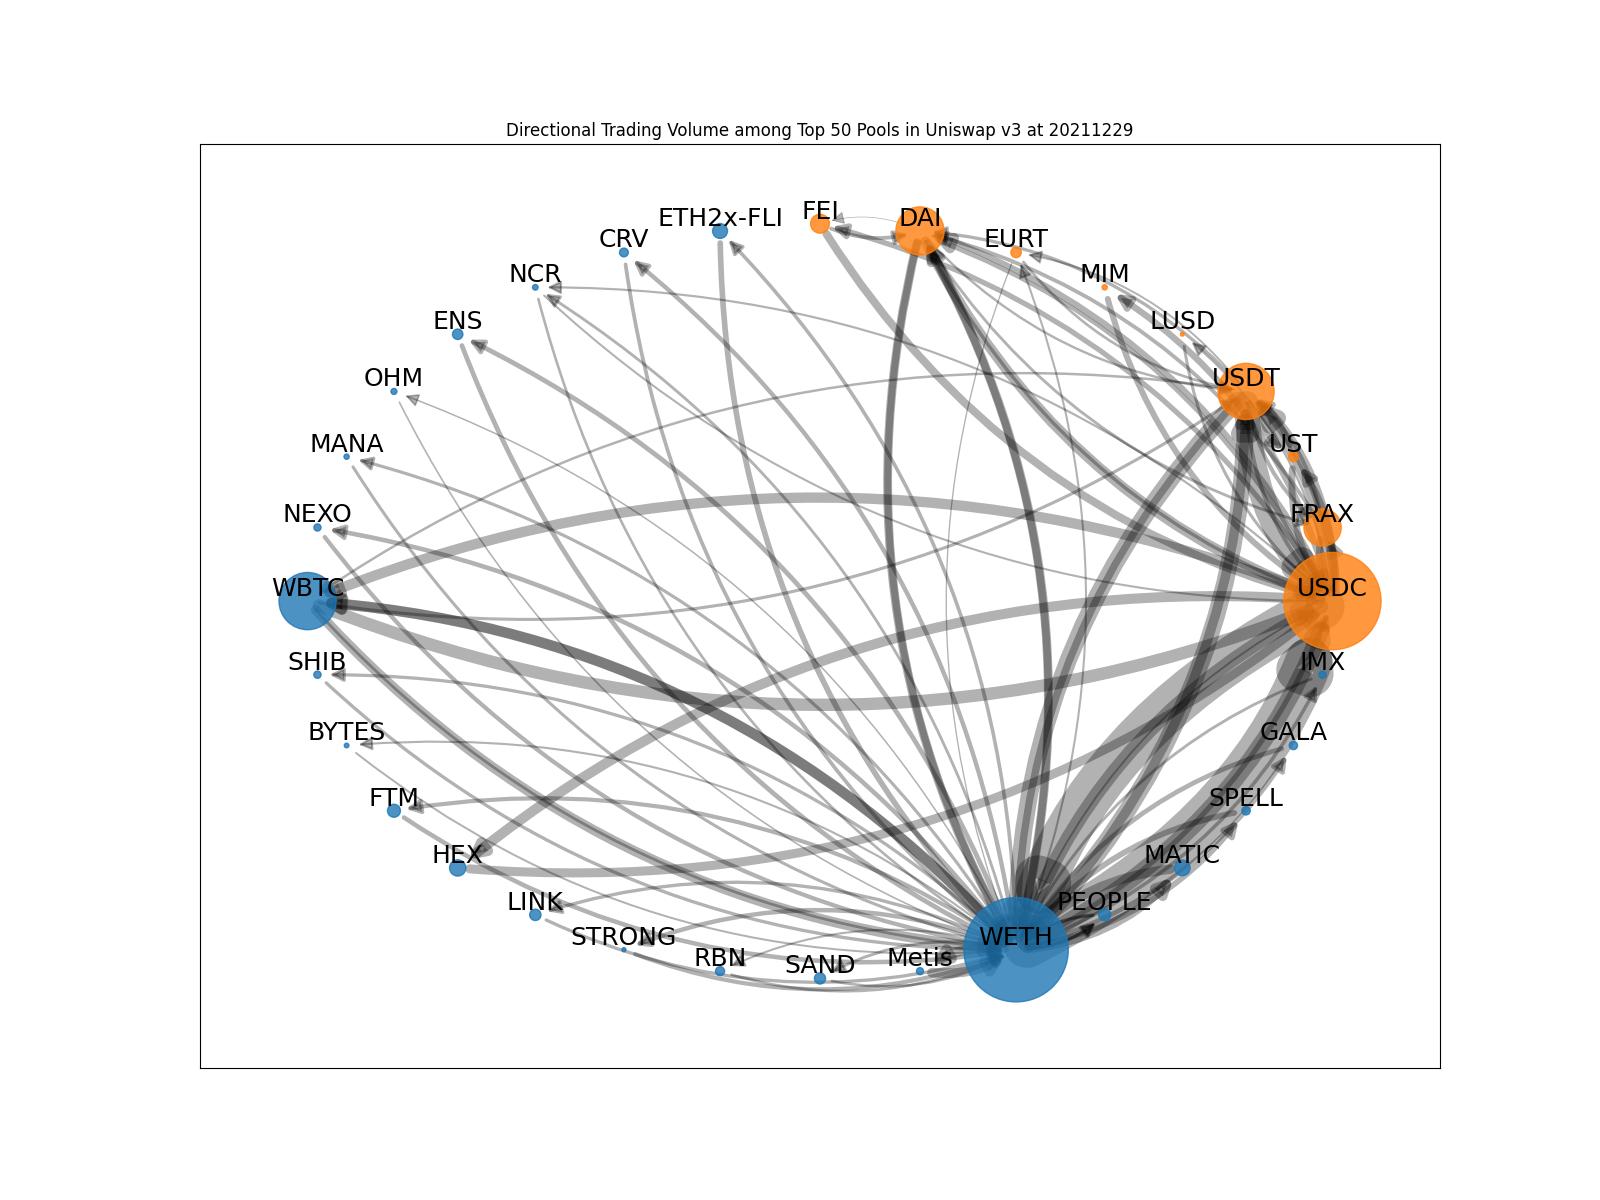 Directional Trading Volume among Top 50 Pools in Uniswap v3 at 20211229
FEI
DAI
ETH2x-FLI
CRV
EURT
NCR
MIM
ENS
LUSD
OHM
USDT
MANA
UST
NEXO
FRAX
WBTC
USDC
SHIB
IMX
BYTES
GALA
FTM
SPELL
HEX
MATIC
LINK
PEOPLE
STRONG
WETH
RBN
SAND
Metis